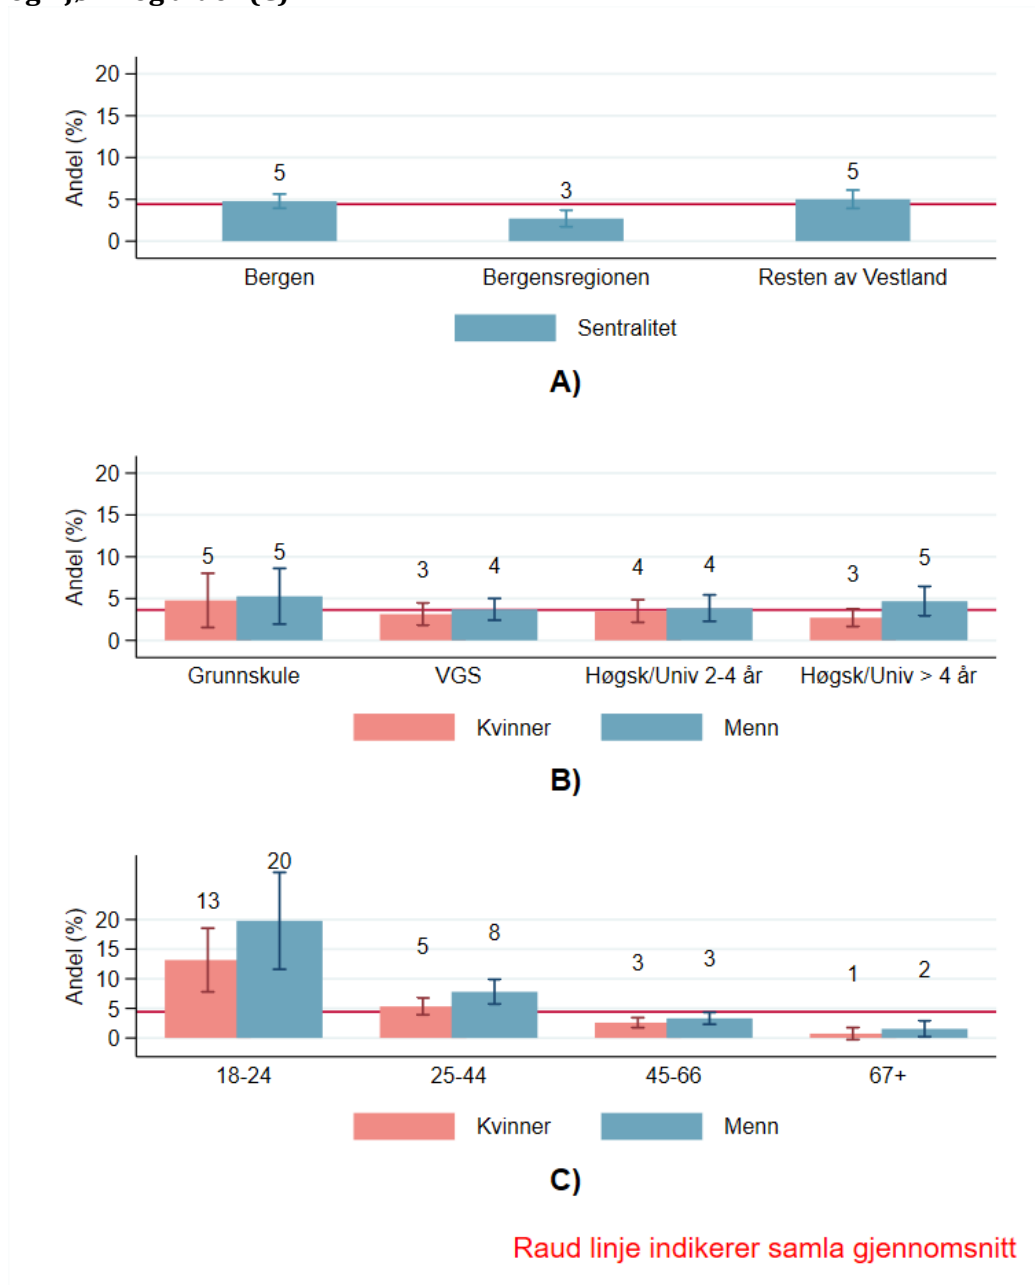 20
15
10
5
0
Andel (%)
5
3
5
Bergen Bergensregionen Resten av Vestland
Sentralitet
A)
20
15
10
5
0
Andel (%)
5 5 3 4 4 4 3 5
Grunnskule VGS Høgsk/Univ 2-4 år Høgsk/Univ > 4 år
Kvinner Menn
B)
20
15
10
5
0
Andel (%)
13 20 5 8 3 3 1 2
18-24 25-44 45-66 67+
Kvinner Menn
C)
Raud linje indikerer samla gjennomsnitt